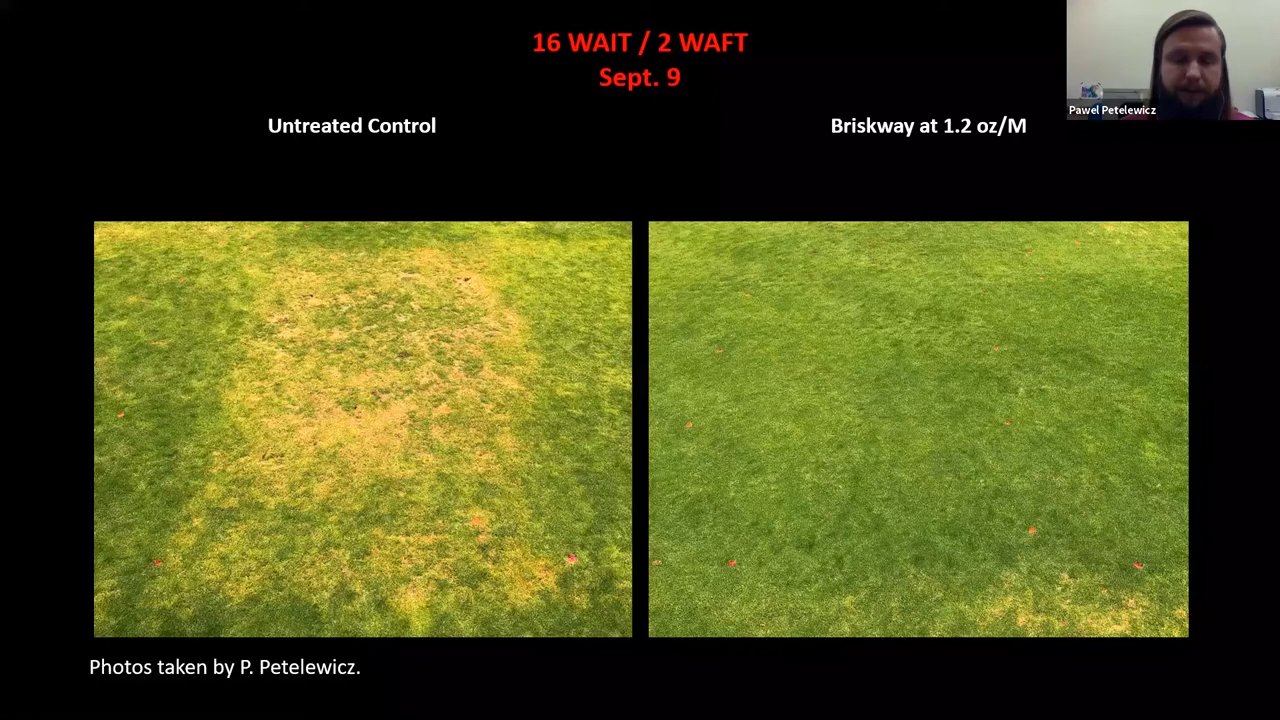 16 WAIT / 2 WAFT
Sept. 9
Pawel Petelewicz
Untreated Control
Briskway at 1.2 oz/M
Photos taken by P. Petelewicz.